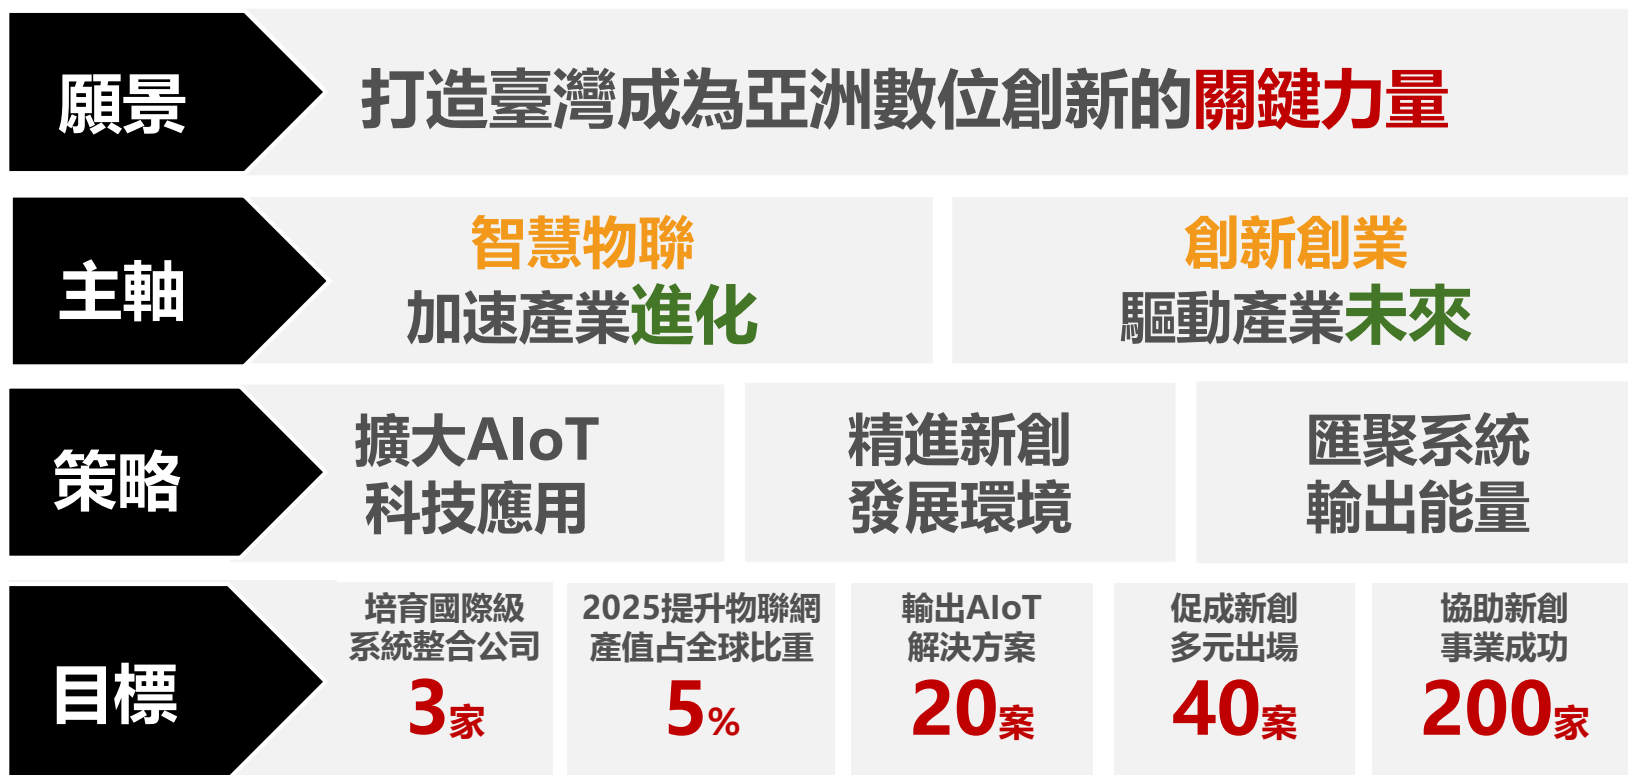 願景
打造臺灣成為亞洲數位創新的關鍵力量
主軸
智慧物聯
加速產業進化
創新創業
驅動產業未來
策略
擴大AIoT
科技應用
精進新創
發展環境
匯聚系統
輸出能量
目標
培育國際級
系統整合公司
3家
2025提升物聯網
產值占全球比重
5%
輸出AIoT
解決方案
20案
促成新創
多元出場
40案
協助新創
事業成功
200家